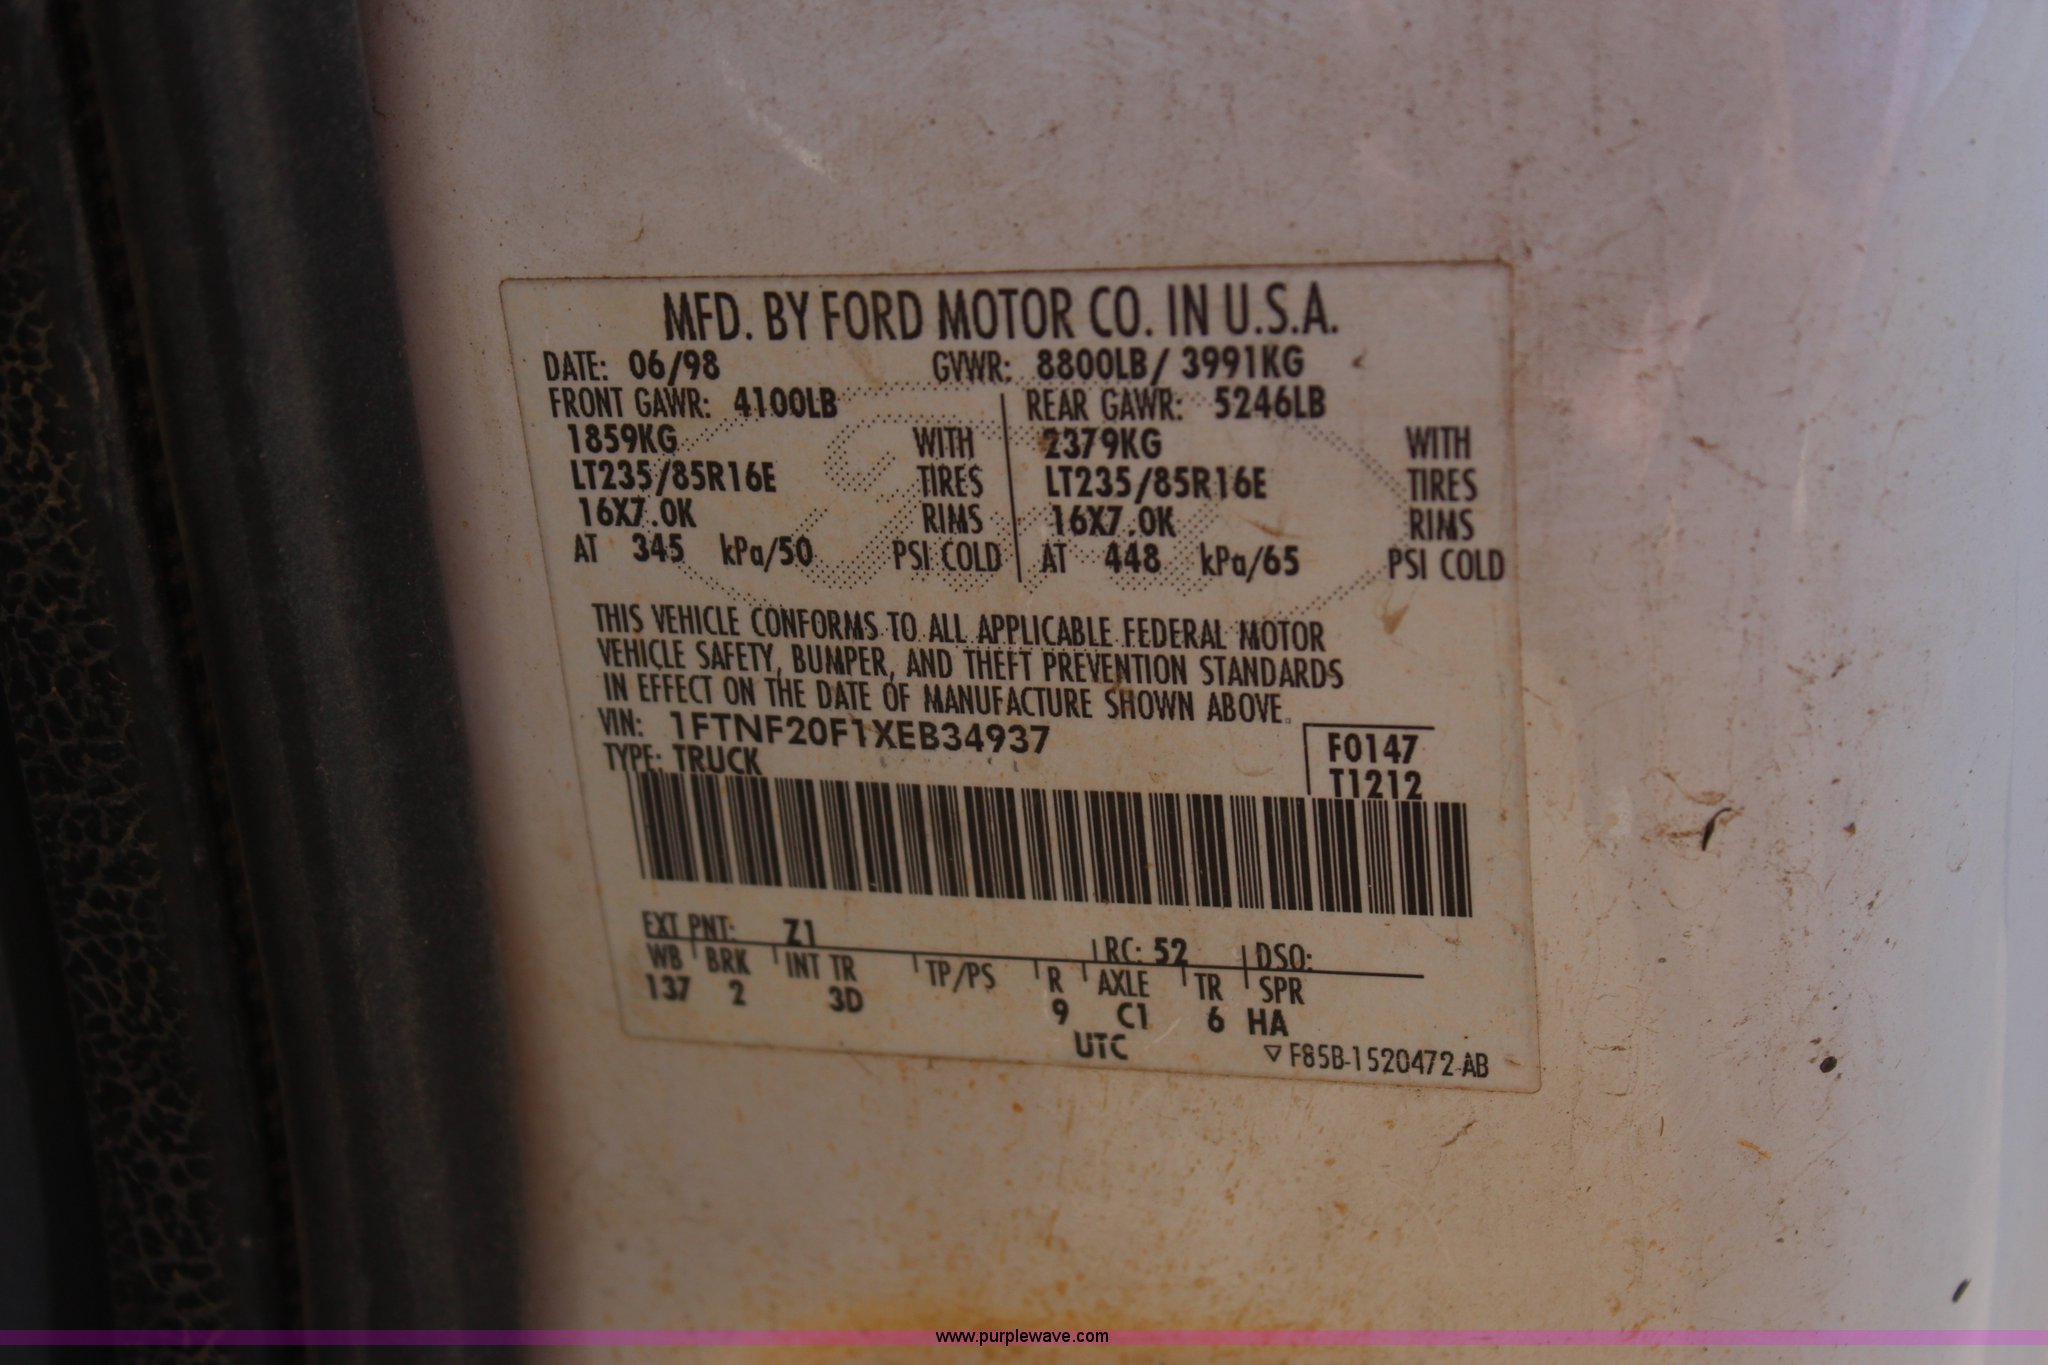 MFD. BY FORD MOTOR CO. IN U.S.A.
DATE: 06/98 GVWR: 8800LB/ 3991KG
FRONT GAWR: 4100LB REAR GAWR: 5246LB
1859KG WITH 2379KG WITH
LT235/85R16E TIRES LT235/85R16E TIRES
16X7.0K RIMS 16X7.0K RIMS
AT 345 kPa/50 PSI COLD AT 448 kPa/65 PSI COLD
THIS VEHICLE CONFORMS TO ALL APPLICABLE FEDERAL MOTOR
VEHICLE SAFETY, BUMPER, AND THEFT PREVENTION STANDARDS
IN EFFECT ON THE DATE OF MANUFACTURE SHOWN ABOVE.
VIN: 1FTNF20F1XEB34937
TYPE: TRUCK
F0147
T1212
EXT PNT: Z1 RC: 52 DSO:
WB BRK INT TR TP/PS R AXLE TR SPR
137 2 3D 9 C1 6 HA
UTC ▽F85B-1520472-AB
www.purplewave.com